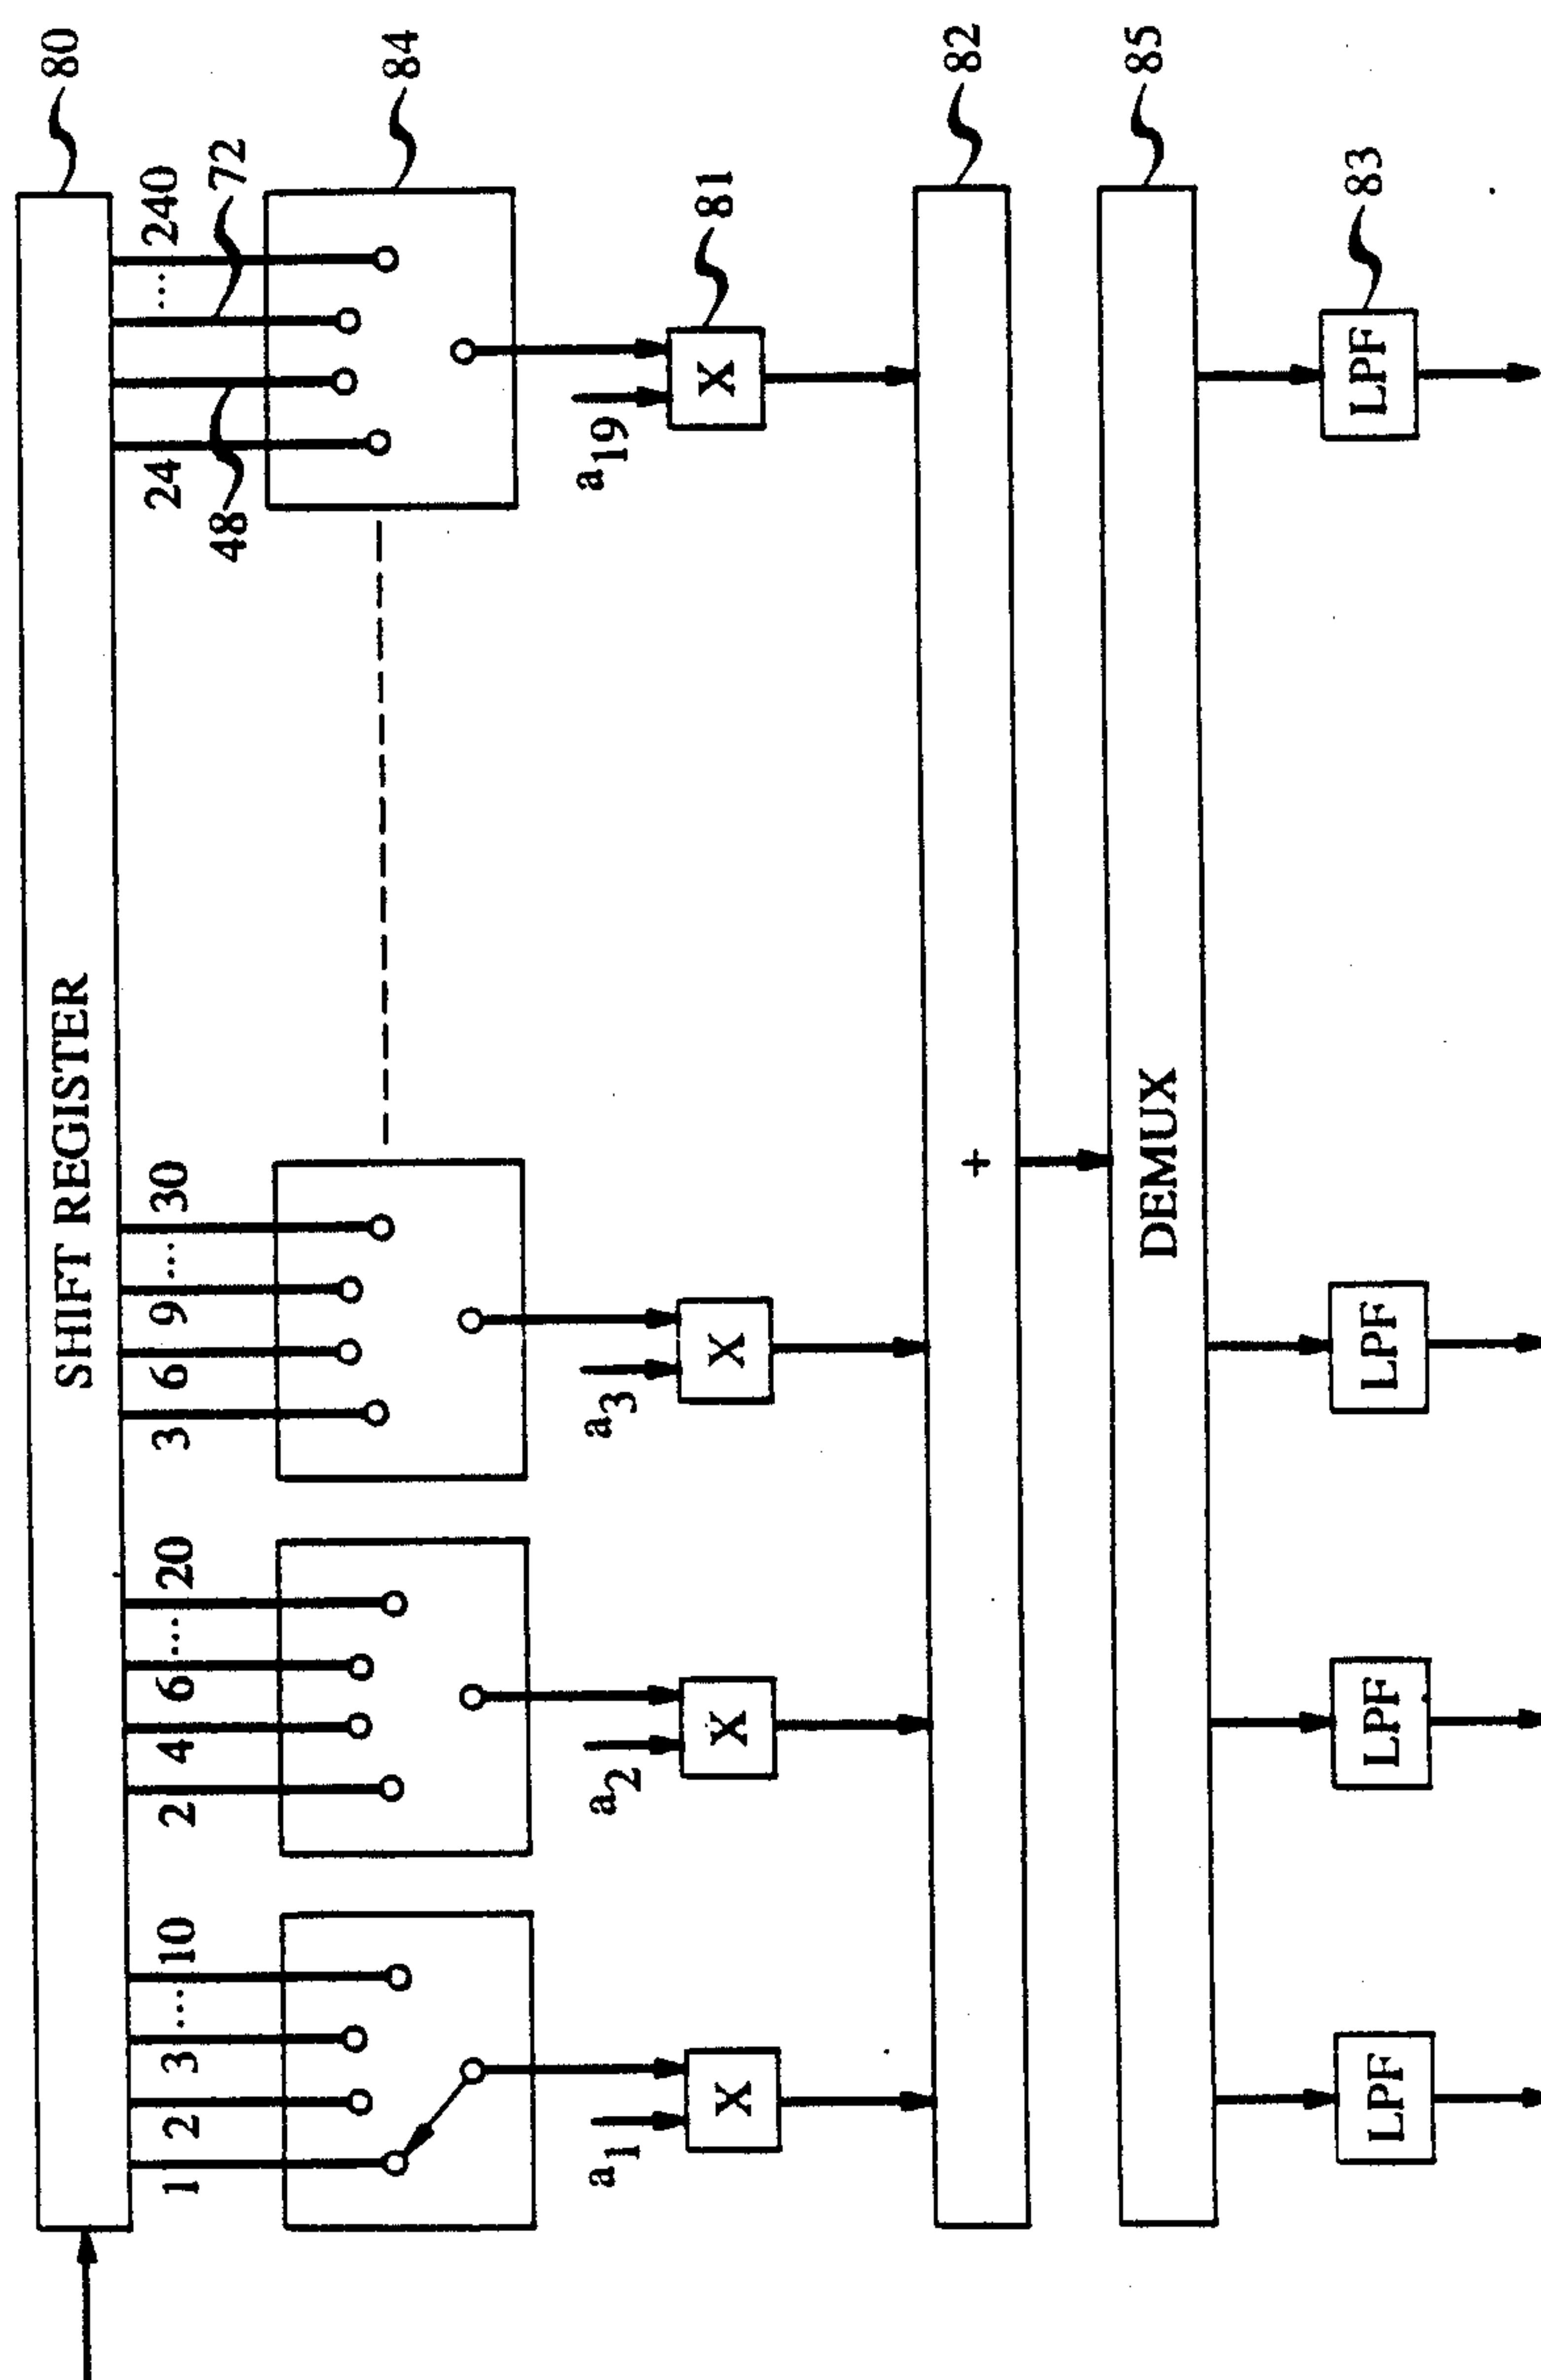 SHIFT REGISTER
80
1 2 3 ... 10
2 4 6 ... 20
3 6 9 ... 30
24 48 72 ... 240
84
a1
a2
a3
a19
X
X
X
X
81
+
82
DEMUX
85
LPF
LPF
LPF
LPF
83